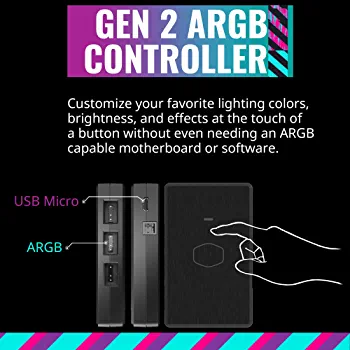 GEN 2 ARGB
CONTROLLER
Customize your favorite lighting colors,
brightness, and effects at the touch of
a button without even needing an ARGB
capable motherboard or software.
USB Micro
ARGB